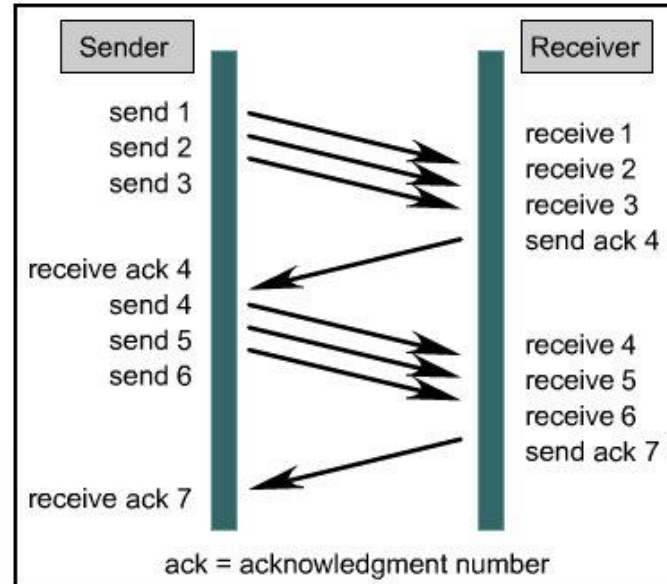 Sender
Receiver
send 1
send 2
send 3
receive 1
receive 2
receive 3
send ack 4
receive ack 4
send 4
send 5
send 6
receive 4
receive 5
receive 6
send ack 7
receive ack 7
ack = acknowledgment number